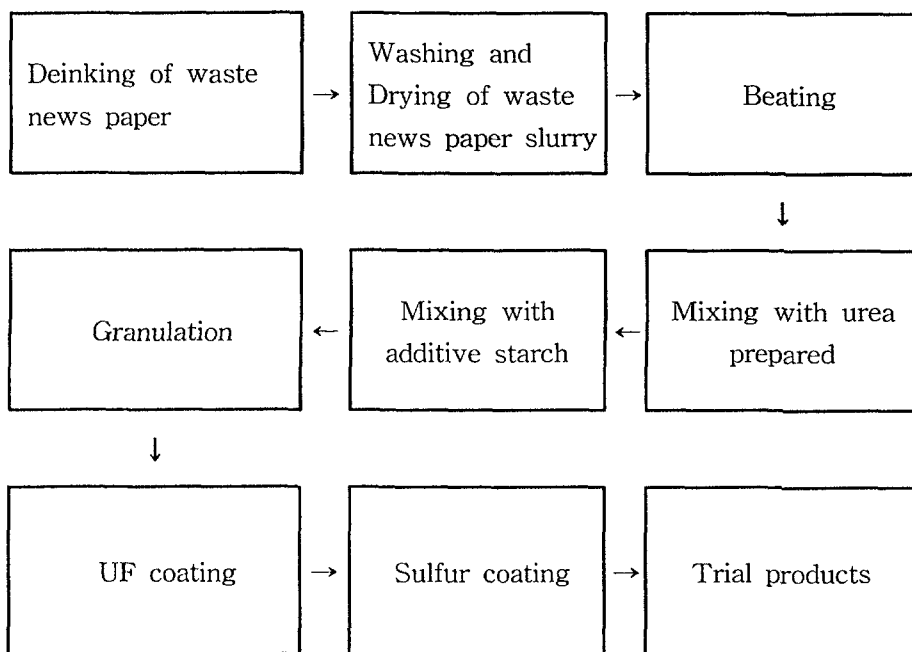 Deinking of waste
news paper
→
Washing and
Drying of waste
news paper slurry
→
Beating
↓
Mixing with urea
prepared
←
Mixing with
additive starch
←
Granulation
↓
UF coating
→
Sulfur coating
→
Trial products